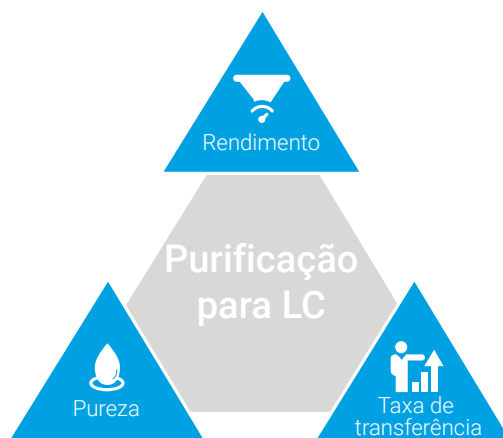 Rendimento
Purificação
para LC
Pureza
Taxa de
transferência